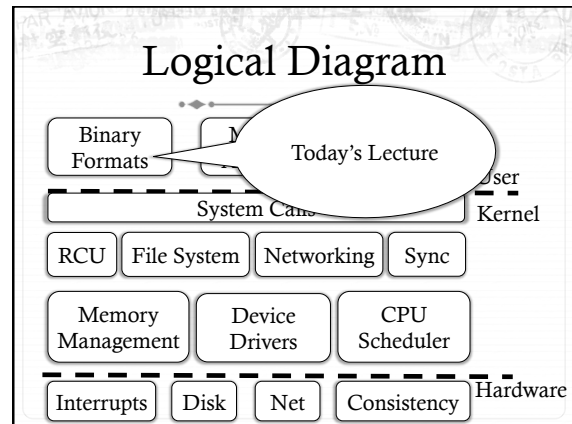 Logical Diagram
Binary
Formats
Today's Lecture
User
System Calls
Kernel
RCU
File System
Networking
Sync
Memory
Management
Device
Drivers
CPU
Scheduler
Hardware
Interrupts
Disk
Net
Consistency